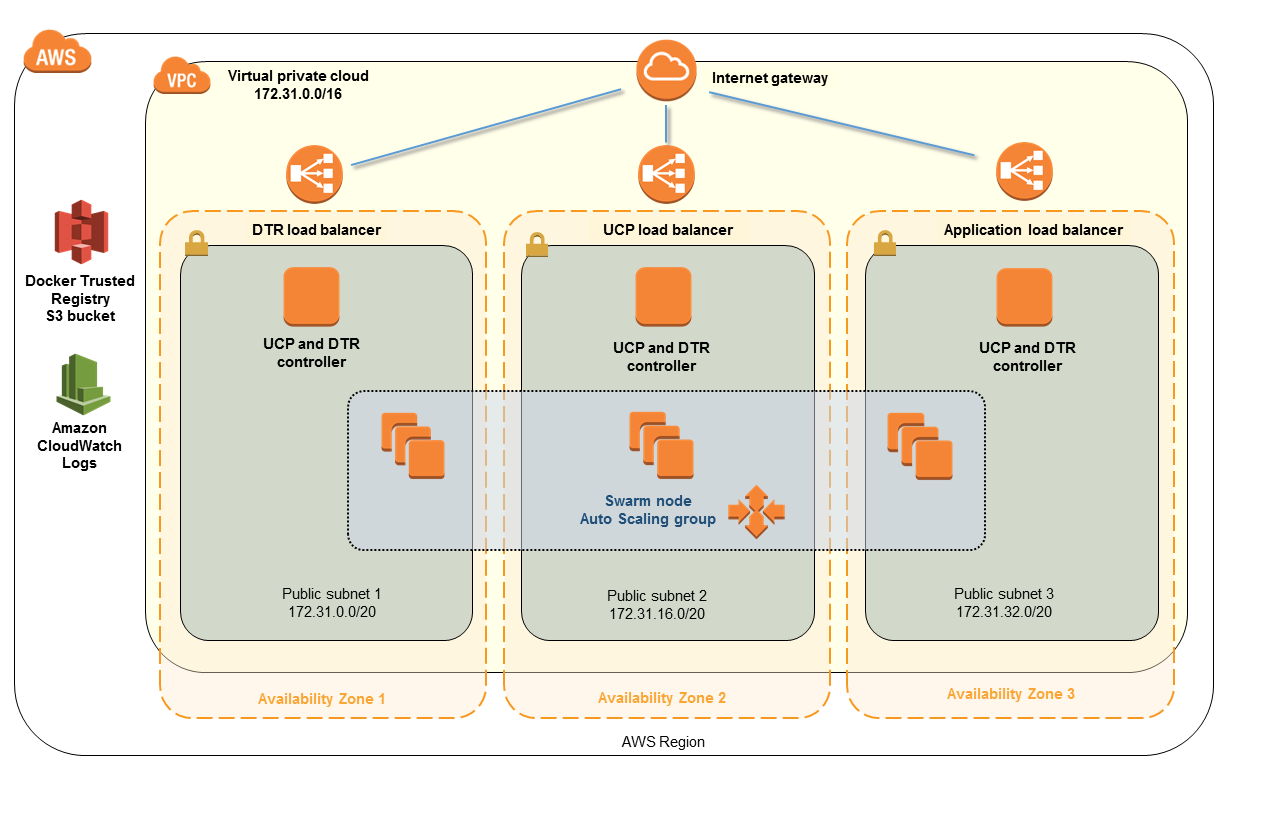 AWS
VPC
Virtual private cloud
172.31.0.0/16
Internet gateway
DTR load balancer
UCP load balancer
Application load balancer
Docker Trusted
Registry
S3 bucket
UCP and DTR
controller
UCP and DTR
controller
UCP and DTR
controller
Amazon
CloudWatch
Logs
Swarm node
Auto Scaling group
Public subnet 1
172.31.0.0/20
Public subnet 2
172.31.16.0/20
Public subnet 3
172.31.32.0/20
Availability Zone 1
Availability Zone 2
Availability Zone 3
AWS Region